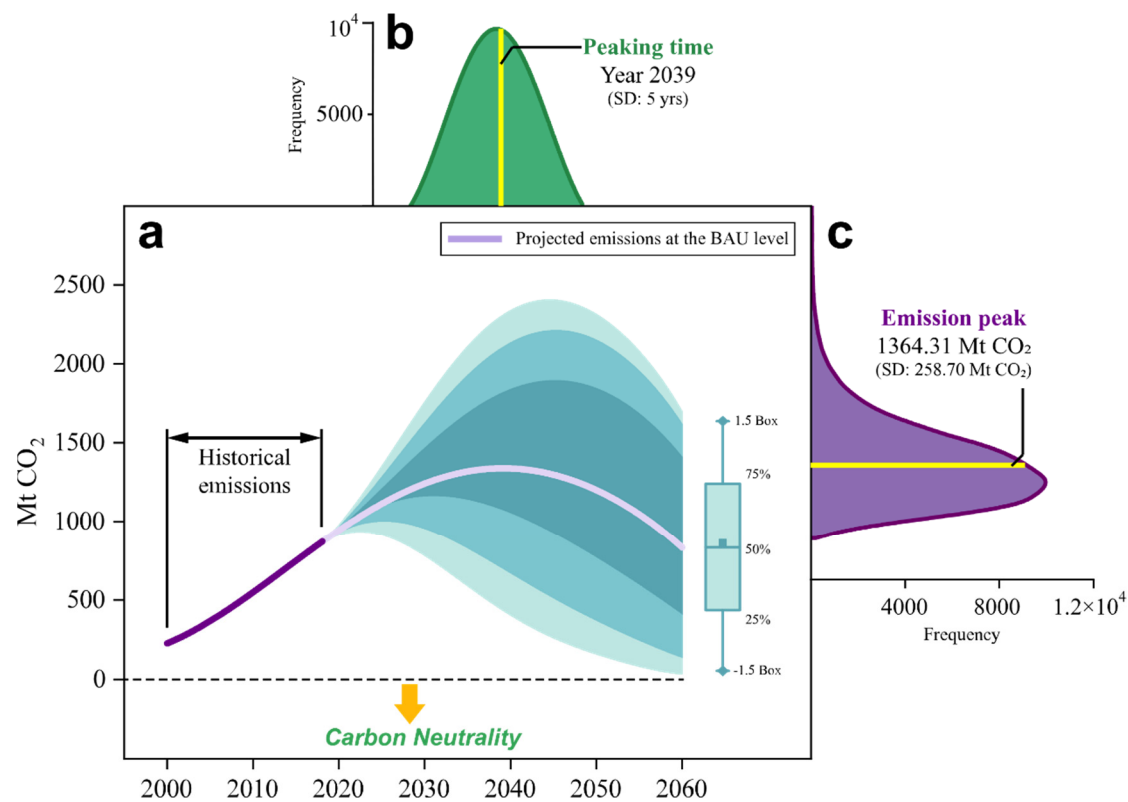 b
10⁴
5000
Frequency
Peaking time
Year 2039
(SD: 5 yrs)
a
Projected emissions at the BAU level
2500
2000
1500
1000
500
0
Mt CO₂
Historical
emissions
1.5 Box
75%
50%
25%
-1.5 Box
Carbon Neutrality
2000 2010 2020 2030 2040 2050 2060
c
Emission peak
1364.31 Mt CO₂
(SD: 258.70 Mt CO₂)
4000 8000 1.2×10⁴
Frequency